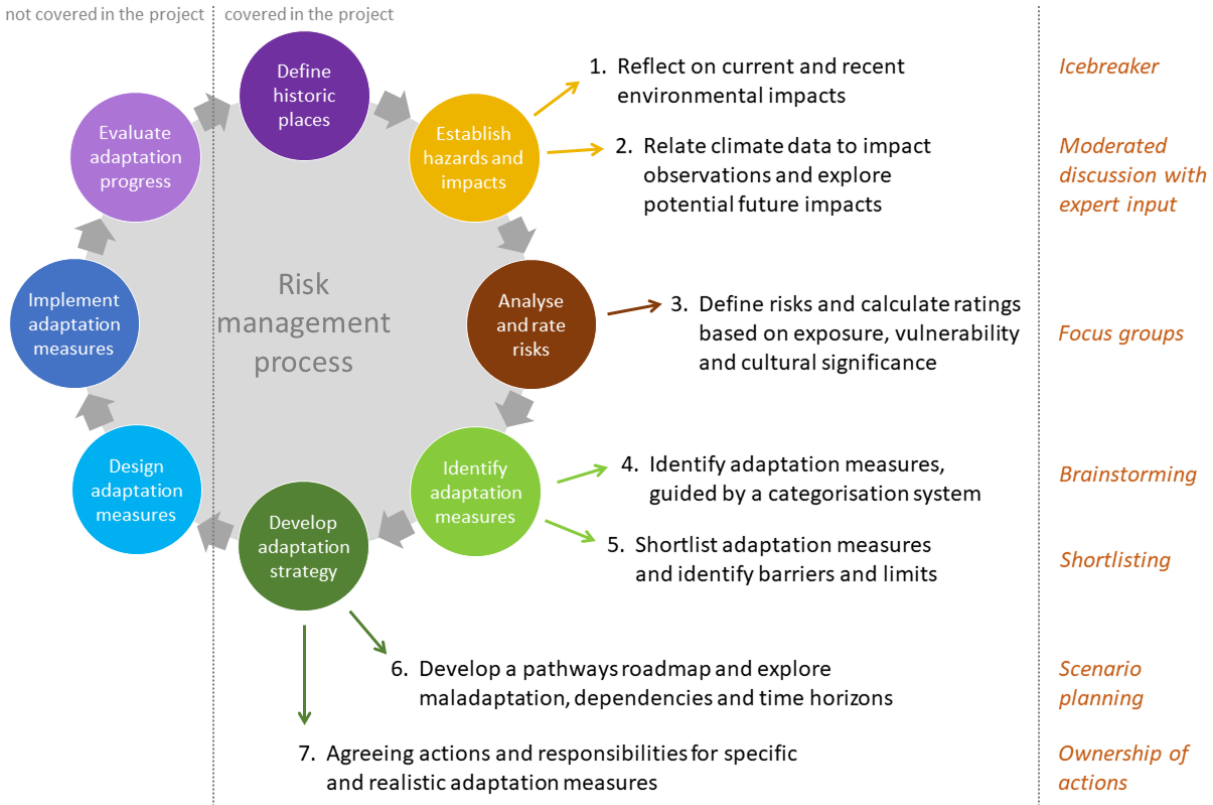 not covered in the project
covered in the project
Define
historic
places
Establish
hazards and
impacts
Analyse
and rate
risks
Identify
adaptation
measures
Develop
adaptation
strategy
Design
adaptation
measures
Implement
adaptation
measures
Evaluate
adaptation
progress
Risk
management
process
1. Reflect on current and recent
environmental impacts
Icebreaker
2. Relate climate data to impact
observations and explore
potential future impacts
Moderated
discussion with
expert input
3. Define risks and calculate ratings
based on exposure, vulnerability
and cultural significance
Focus groups
4. Identify adaptation measures,
guided by a categorisation system
Brainstorming
5. Shortlist adaptation measures
and identify barriers and limits
Shortlisting
6. Develop a pathways roadmap and explore
maladaptation, dependencies and time horizons
Scenario
planning
7. Agreeing actions and responsibilities for specific
and realistic adaptation measures
Ownership of
actions